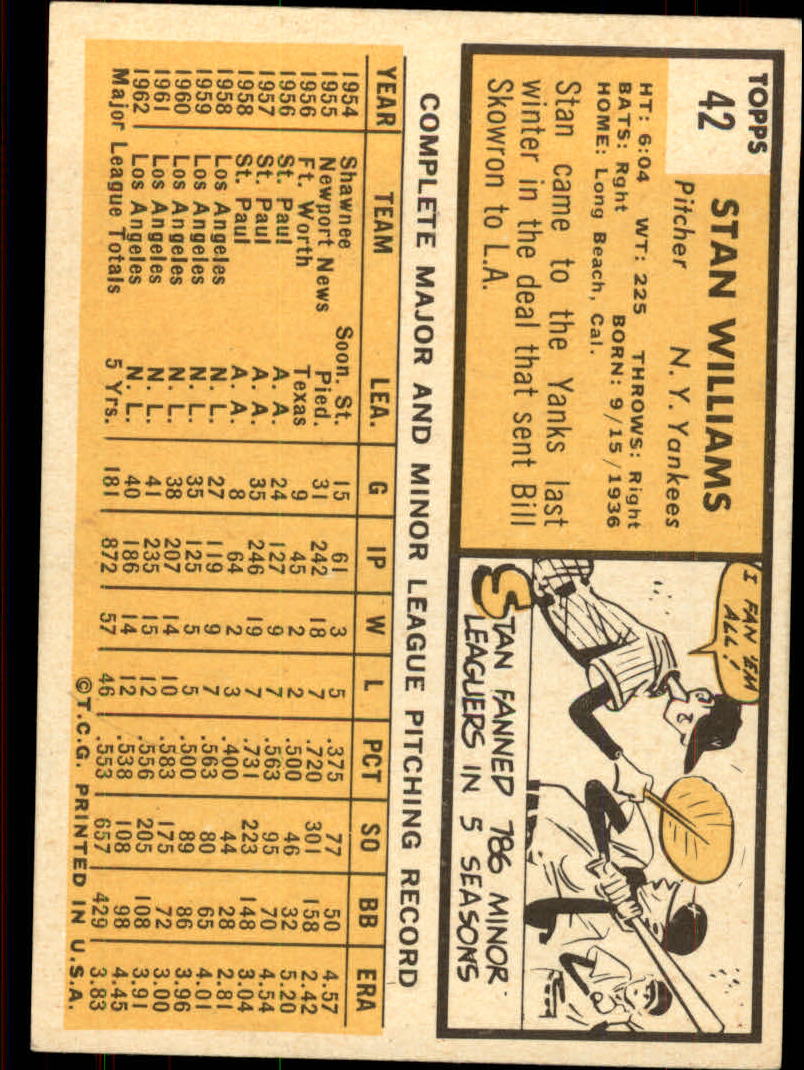 TOPPS
42
STAN WILLIAMS
Pitcher N. Y. Yankees
HT: 6:04 WT: 225 THROWS: Right
BATS: Rght BORN: 9/15/1936
HOME: Long Beach, Cal.
Stan came to the Yanks last
winter in the deal that sent Bill
Skowron to L.A.
I FAN 'EM
ALL!
STAN FANNED 786 MINOR-
LEAGUERS IN 5 SEASONS
COMPLETE MAJOR AND MINOR LEAGUE PITCHING RECORD
YEAR TEAM LEA. G IP W L PCT SO BB ERA
1954 Shawnee Soon. St. 15 61 3 5 .375 77 50 4.57
1955 Newport News Pied. 31 242 18 7 .720 301 158 2.42
1956 Ft. Worth Texas 9 45 2 2 .500 46 32 5.20
1956 St. Paul A. A. 24 127 9 7 .563 95 70 4.54
1957 St. Paul A. A. 35 246 19 7 .731 223 148 3.04
1958 St. Paul A. A. 8 64 2 3 .400 44 28 2.81
1958 Los Angeles N. L. 27 119 9 7 .563 80 65 4.01
1959 Los Angeles N. L. 35 125 5 5 .500 89 86 3.96
1960 Los Angeles N. L. 38 207 14 10 .583 175 72 3.00
1961 Los Angeles N. L. 41 235 15 12 .556 205 108 3.91
1962 Los Angeles N. L. 40 186 14 12 .538 108 98 4.45
Major League Totals 5 Yrs. 181 872 57 46 .553 657 429 3.83
©T.C.G. PRINTED IN U.S.A.